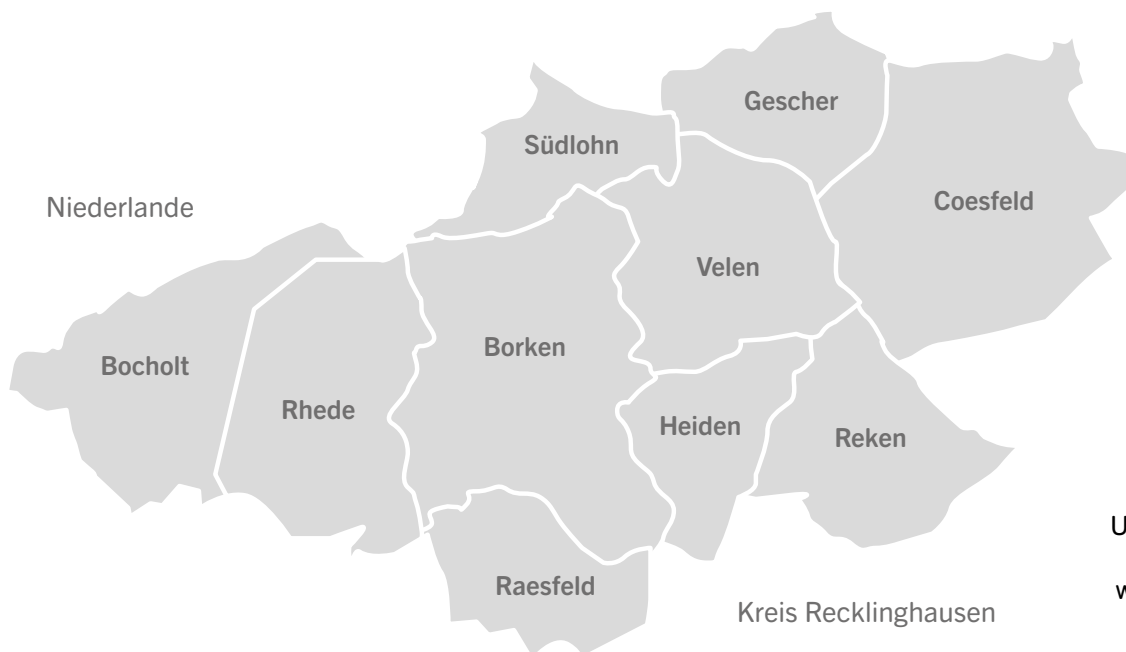 Gescher
Südlohn
Niederlande
Coesfeld
Velen
Borken
Bocholt
Rhede
Heiden
Reken
U
Raesfeld
w
Kreis Recklinghausen